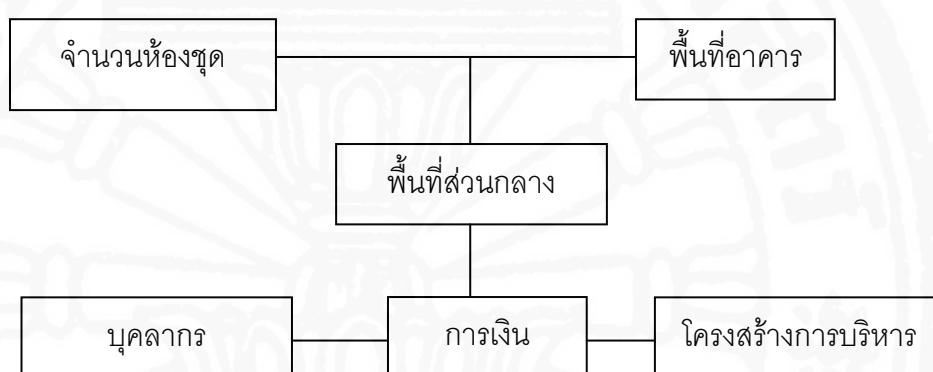 จำนวนห้องชุด
พื้นที่อาคาร
พื้นที่ส่วนกลาง
บุคลากร
การเงิน
โครงสร้างการบริหาร